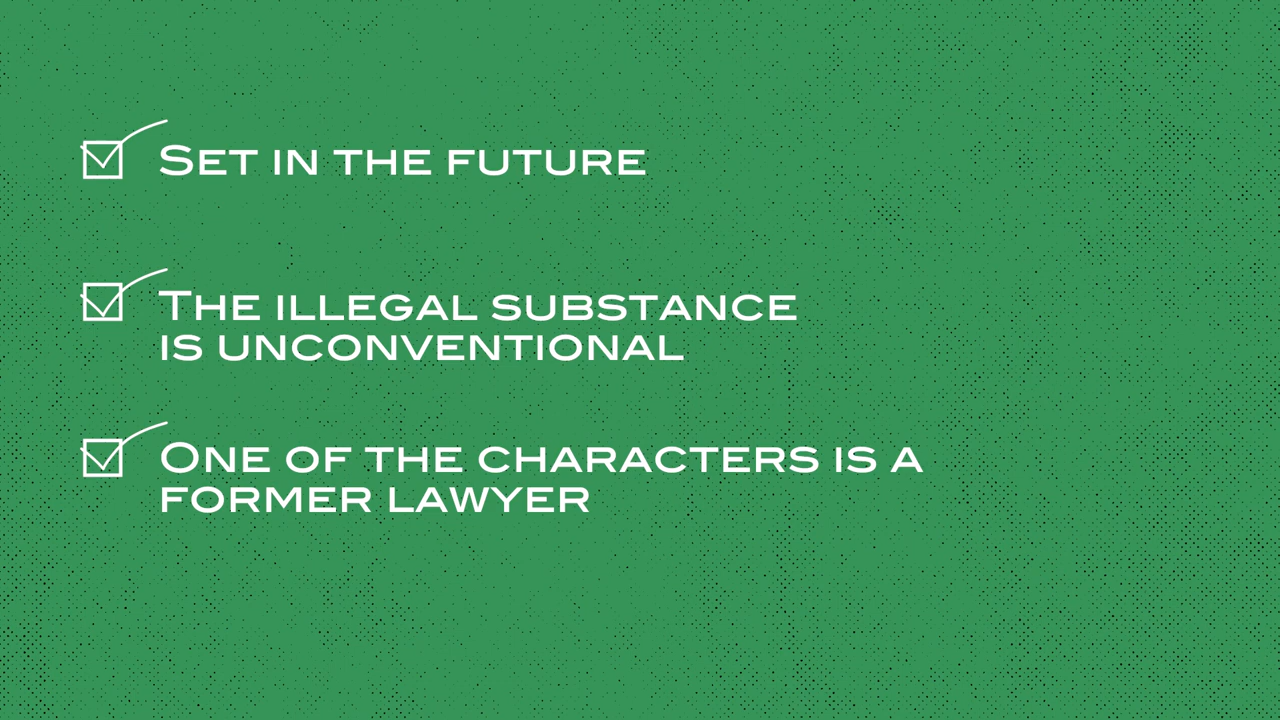 Set in the future
The illegal substance
is unconventional
One of the characters is a
former lawyer